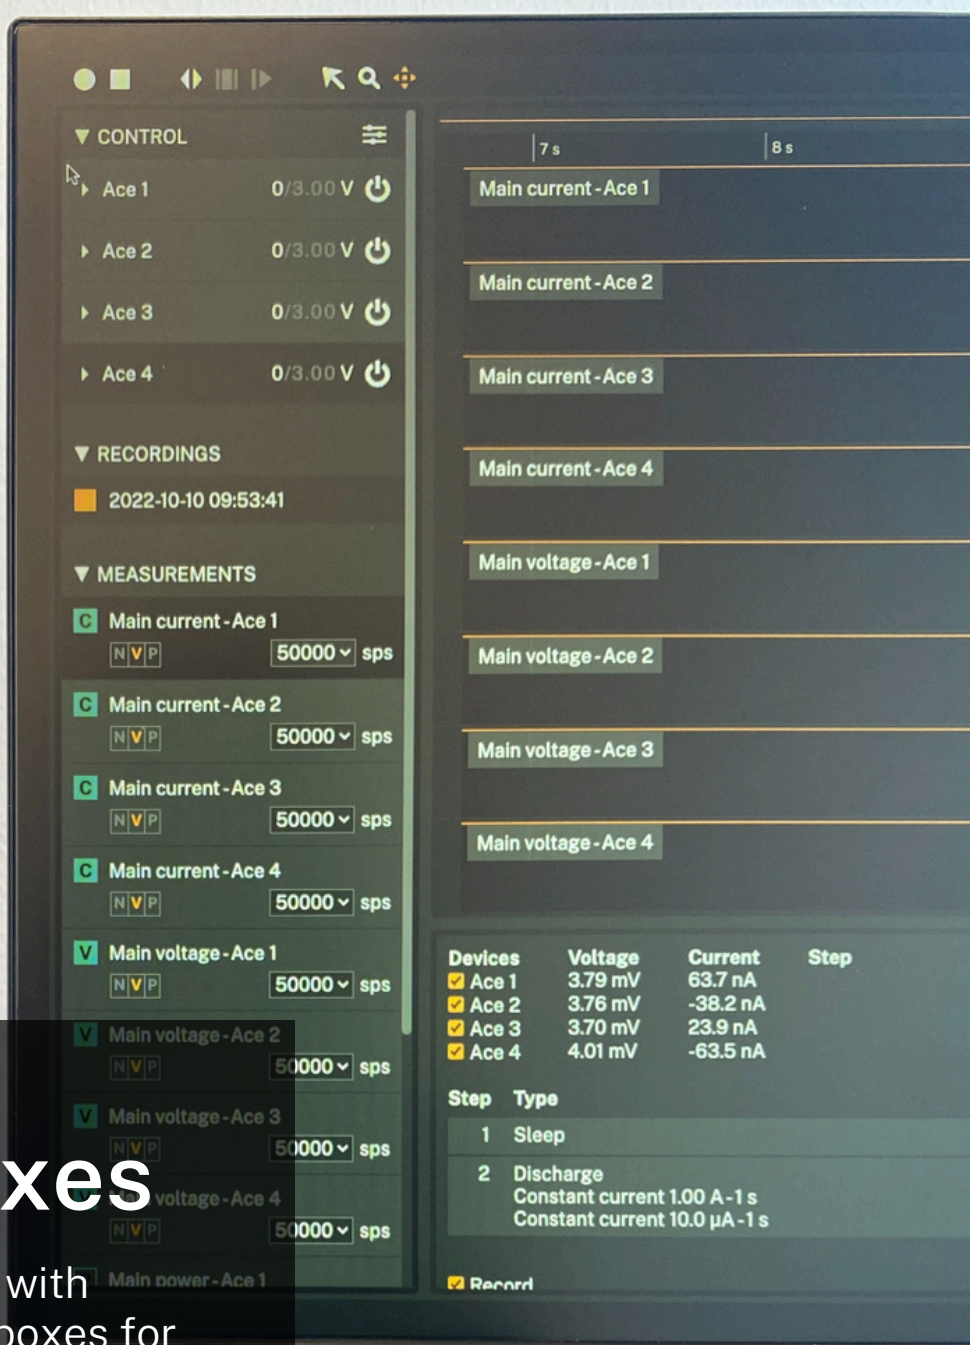 CONTROL
Ace 1 0/3.00 V
Ace 2 0/3.00 V
Ace 3 0/3.00 V
Ace 4 0/3.00 V
RECORDINGS
2022-10-10 09:53:41
MEASUREMENTS
C Main current - Ace 1
N V P 50000 sps
C Main current - Ace 2
N V P 50000 sps
C Main current - Ace 3
N V P 50000 sps
C Main current - Ace 4
N V P 50000 sps
V Main voltage - Ace 1
N V P 50000 sps
V Main voltage - Ace 2
N V P 50000 sps
V Main voltage - Ace 3
N V P 50000 sps
V Main voltage - Ace 4
N V P 50000 sps
Main power - Ace 1
7 s 8 s
Main current - Ace 1
Main current - Ace 2
Main current - Ace 3
Main current - Ace 4
Main voltage - Ace 1
Main voltage - Ace 2
Main voltage - Ace 3
Main voltage - Ace 4
Devices Voltage Current Step
Ace 1 3.79 mV 63.7 nA
Ace 2 3.76 mV -38.2 nA
Ace 3 3.70 mV 23.9 nA
Ace 4 4.01 mV -63.5 nA
Step Type
1 Sleep
2 Discharge
Constant current 1.00 A - 1 s
Constant current 10.0 µA - 1 s
Record
xes
with
boxes for